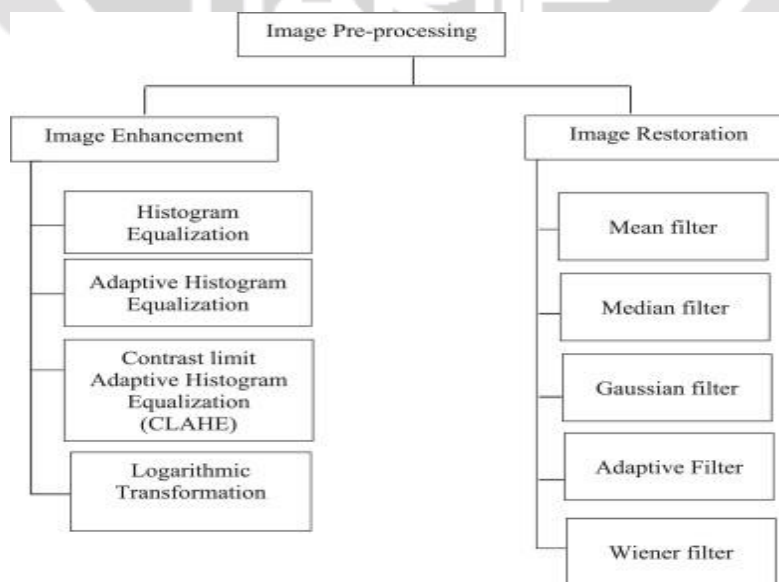 Image Pre-processing
Image Enhancement
Histogram
Equalization
Adaptive Histogram
Equalization
Contrast limit
Adaptive Histogram
Equalization
(CLAHE)
Logarithmic
Transformation
Image Restoration
Mean filter
Median filter
Gaussian filter
Adaptive Filter
Wiener filter